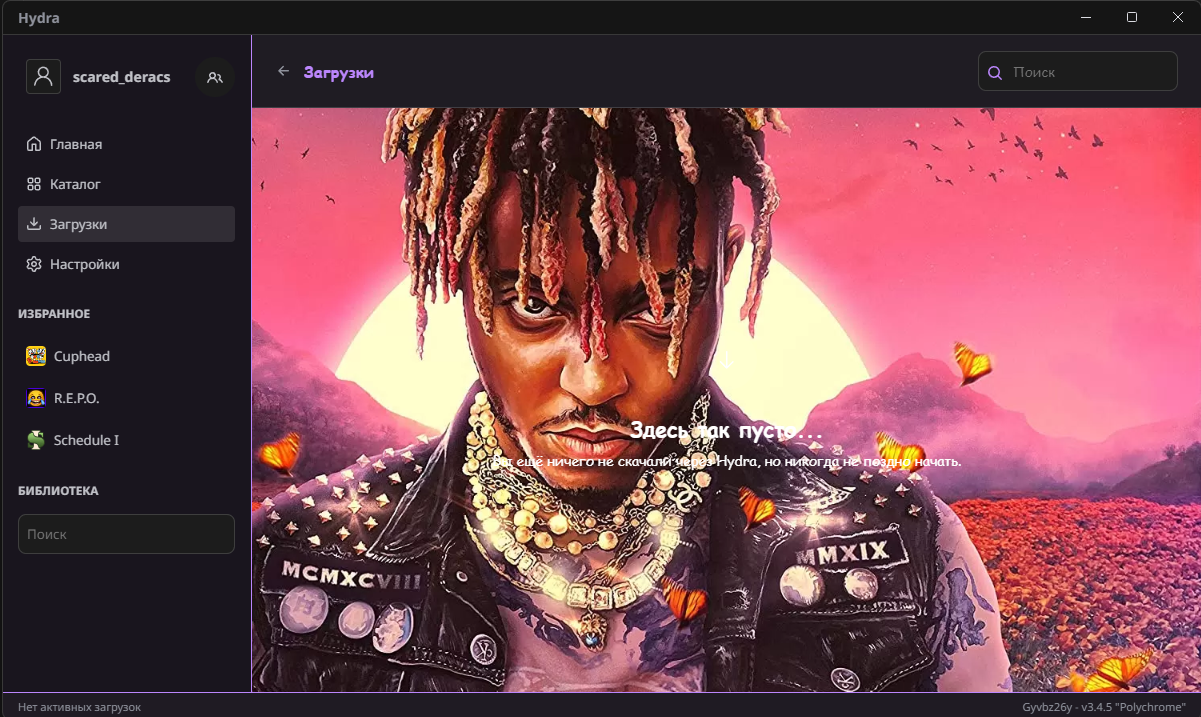 Hydra
scared_deracs
Главная
Каталог
Загрузки
Настройки
ИЗБРАННОЕ
Cuphead
R.E.P.O.
Schedule I
БИБЛИОТЕКА
Поиск
Загрузки
Поиск
Здесь так пусто...
Вы ещё ничего не скачали через Hydra, но никогда не поздно начать.
MCMXCVIII
MMXIX
Нет активных загрузок
Gyvbz26y - v3.4.5 "Polychrome"